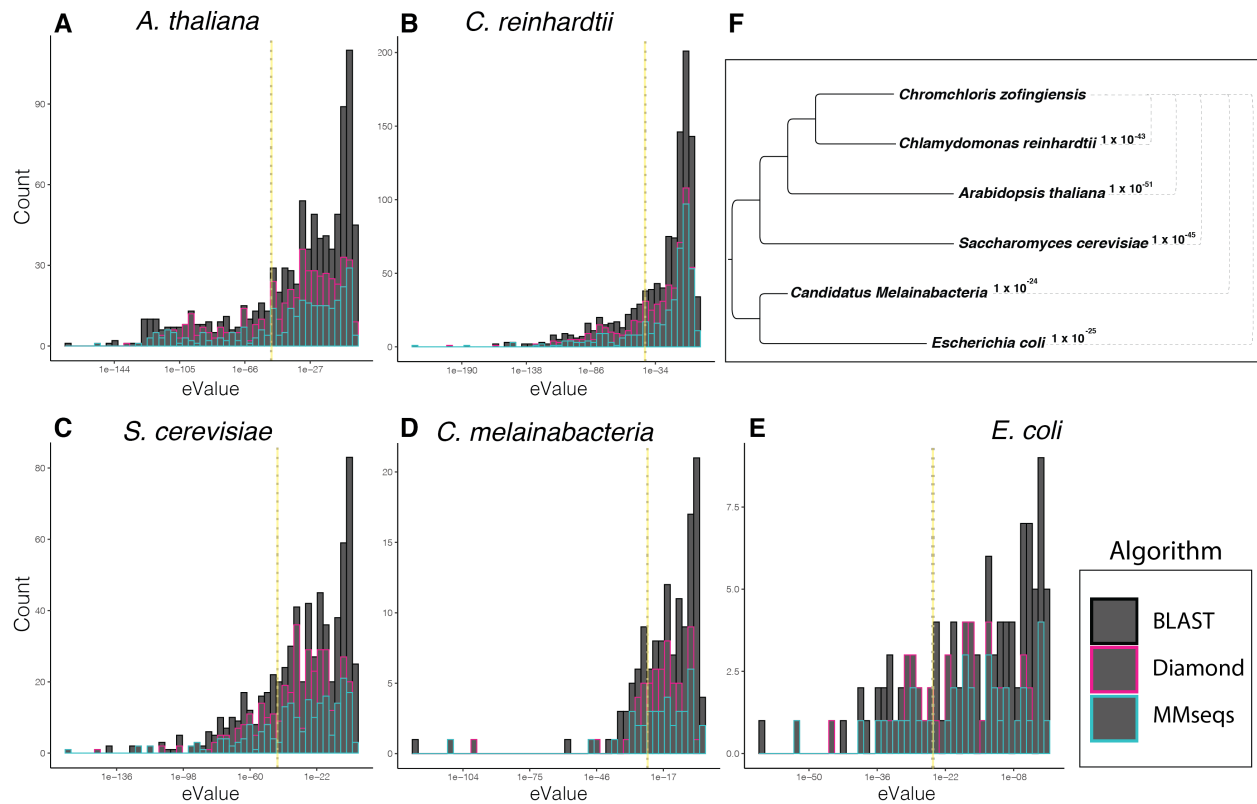 A
A. thaliana
Count
90
60
30
0
1e−144
1e−105
1e−66
1e−27
eValue
B
C. reinhardtii
200
150
100
50
0
1e−190
1e−138
1e−86
1e−34
eValue
F
Chromchloris zofingiensis
Chlamydomonas reinhardtii 1 x 10-43
Arabidopsis thaliana 1 x 10-51
Saccharomyces cerevisiae 1 x 10-45
Candidatus Melainabacteria 1 x 10-24
Escherichia coli 1 x 10-25
C
S. cerevisiae
Count
80
60
40
20
0
1e−136
1e−98
1e−60
1e−22
eValue
D
C. melainabacteria
20
15
10
5
0
1e−104
1e−75
1e−46
1e−17
eValue
E
E. coli
7.5
5.0
2.5
0.0
1e−50
1e−36
1e−22
1e−08
eValue
Algorithm
BLAST
Diamond
MMseqs